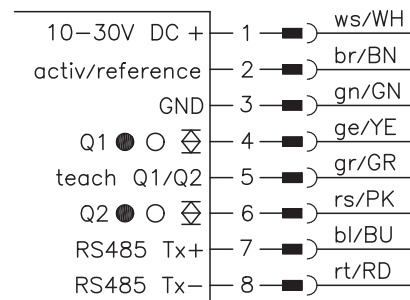 10-30V DC + 1 ws/WH
activ/reference 2 br/BN
GND 3 gn/GN
Q1 4 ge/YE
teach Q1/Q2 5 gr/GR
Q2 6 rs/PK
RS485 Tx+ 7 bl/BU
RS485 Tx- 8 rt/RD